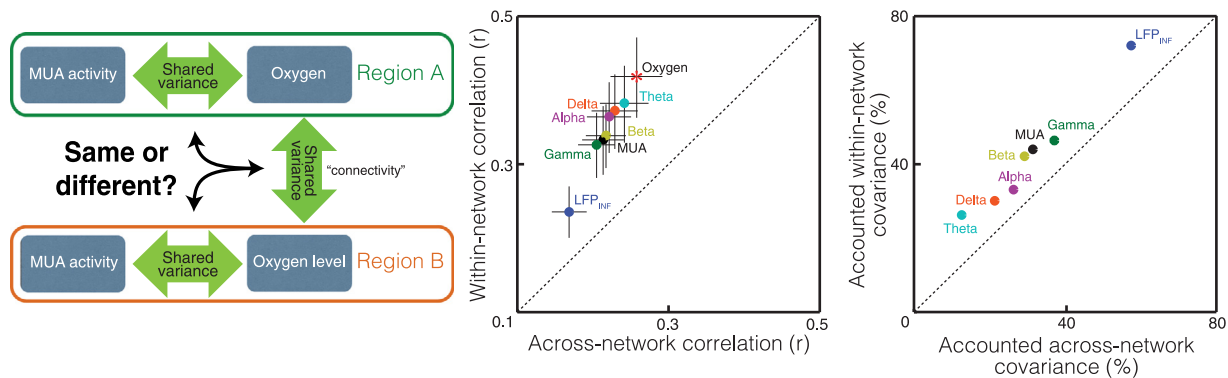 MUA activity
Shared
variance
Oxygen
Region A
Same or
different?
Shared
variance
“connectivity”
MUA activity
Shared
variance
Oxygen level
Region B
Within-network correlation (r)
0.5
0.3
0.1
Oxygen
Theta
Delta
Alpha
Beta
MUA
Gamma
LFP INF
0.3
0.5
Across-network correlation (r)
Accounted within-network
covariance (%)
80
40
0
LFP INF
Gamma
MUA
Beta
Alpha
Delta
Theta
40
80
Accounted across-network
covariance (%)